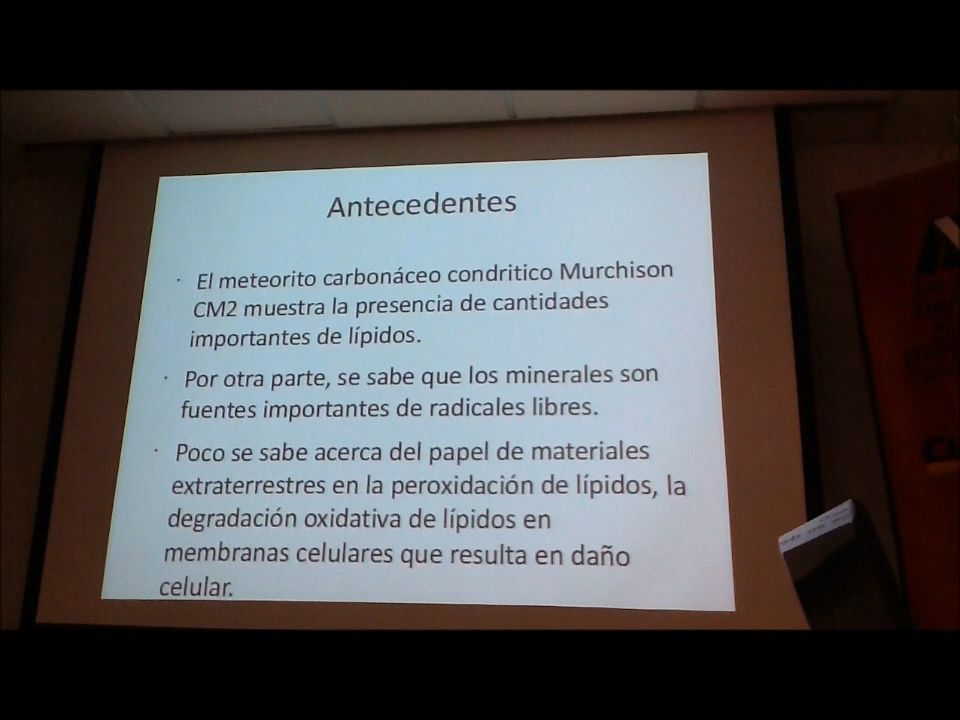 Antecedentes
· El meteorito carbonáceo condritico Murchison
CM2 muestra la presencia de cantidades
importantes de lípidos.
· Por otra parte, se sabe que los minerales son
fuentes importantes de radicales libres.
· Poco se sabe acerca del papel de materiales
extraterrestres en la peroxidación de lípidos, la
degradación oxidativa de lípidos en
membranas celulares que resulta en daño
celular.